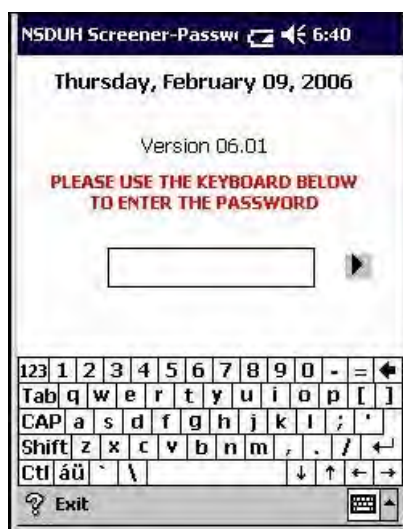 NSDUH Screener-Passw 6:40
Thursday, February 09, 2006
Version 06.01
PLEASE USE THE KEYBOARD BELOW
TO ENTER THE PASSWORD
123 1 2 3 4 5 6 7 8 9 0 - =
Tab q w e r t y u i o p [ ]
CAP a s d f g h j k l ; '
Shift z x c v b n m , . /
Ctl áü ` \ ↓ ↑ ← →
Exit